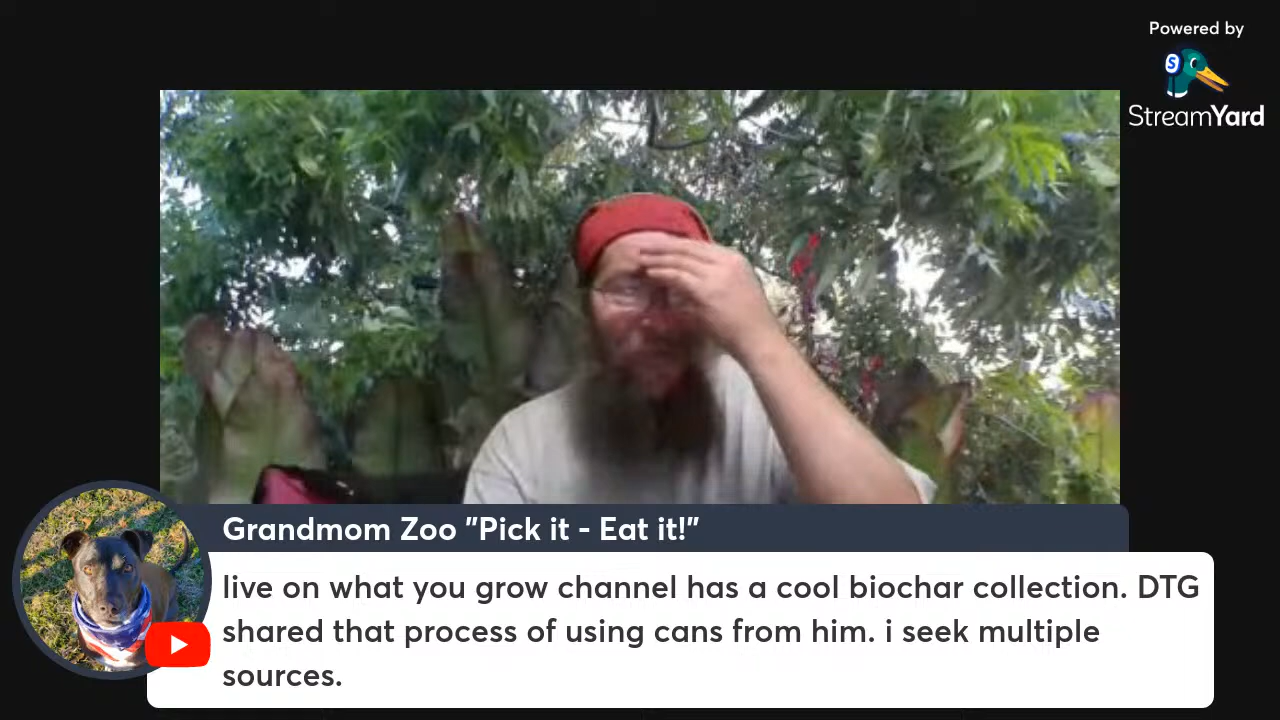 Powered by
StreamYard
Grandmom Zoo "Pick it - Eat it!"
live on what you grow channel has a cool biochar collection. DTG
shared that process of using cans from him. i seek multiple
sources.